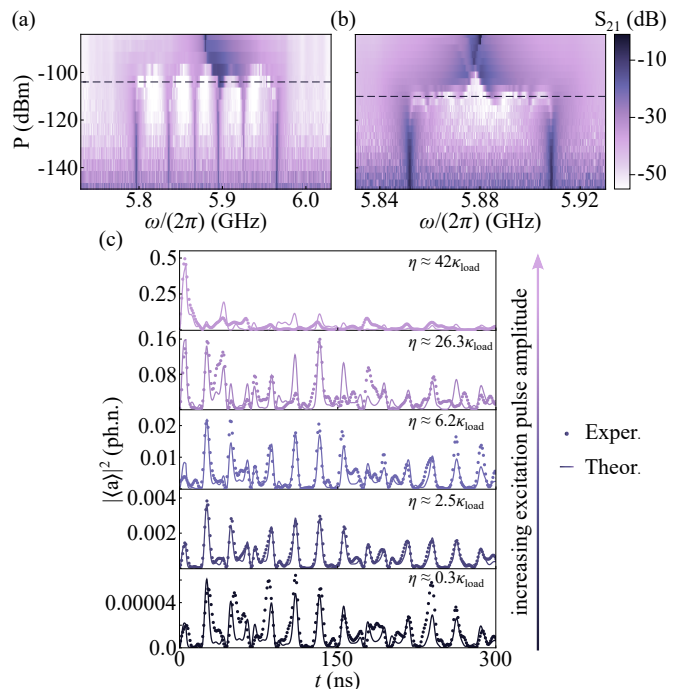 (a)
(b)
S21 (dB)
P (dBm)
-100
-120
-140
-10
-30
-50
5.8
5.9
6.0
5.84
5.88
5.92
ω/(2π) (GHz)
ω/(2π) (GHz)
(c)
0.5
0.25
η ≈ 42κload
0.16
0.08
η ≈ 26.3κload
0.02
0.01
η ≈ 6.2κload
0.004
0.002
η ≈ 2.5κload
0.00004
0.0
η ≈ 0.3κload
|⟨a⟩|² (ph.n.)
0
150
300
t (ns)
increasing excitation pulse amplitude
Exper.
Theor.